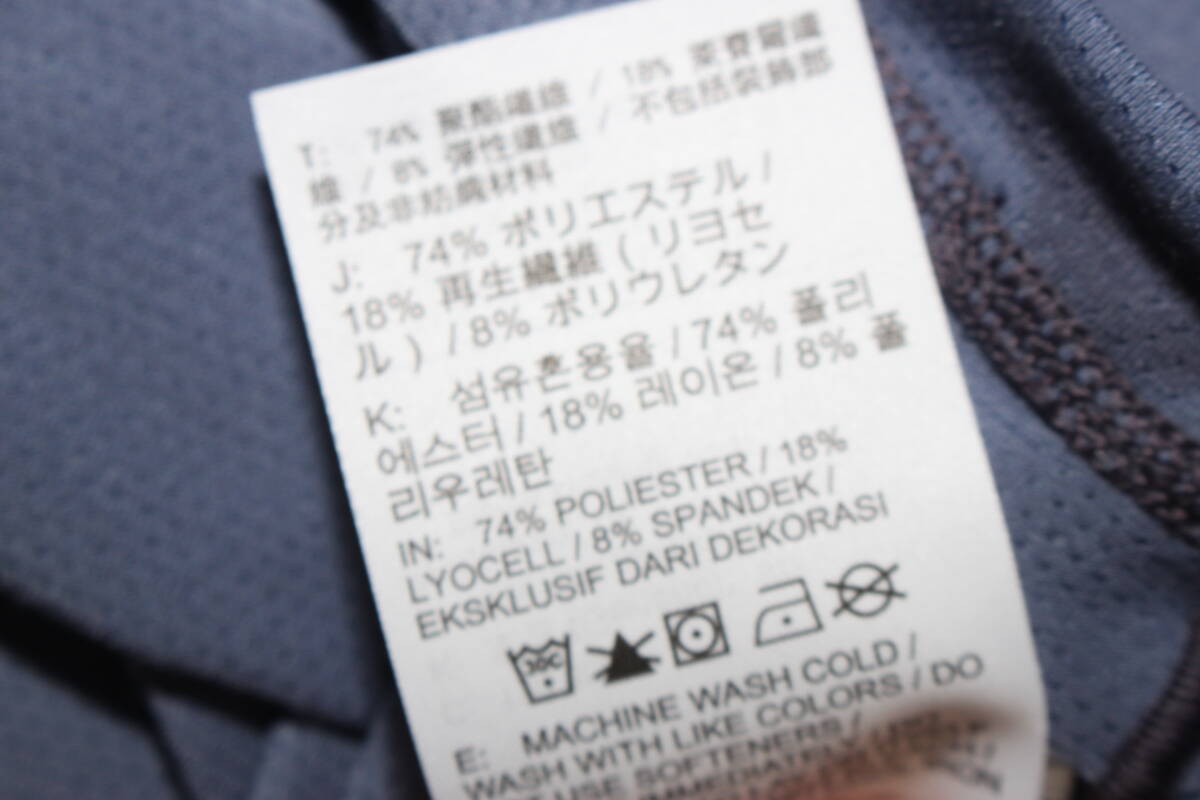 T: 74% 聚酯纖維 / 18% 萊賽爾纖
維 / 8% 彈性纖維 / 不包括裝飾部
分及非紡織材料
J: 74% ポリエステル /
18% 再生繊維 ( リヨセ
ル ) / 8% ポリウレタン
K: 섬유혼용율 / 74% 폴리
에스터 / 18% 레이온 / 8% 폴
리우레탄
IN: 74% POLIESTER / 18%
LYOCELL / 8% SPANDEK /
EKSKLUSIF DARI DEKORASI
30C
E: MACHINE WASH COLD /
WASH WITH LIKE COLORS / DO
USE SOFTENERS /